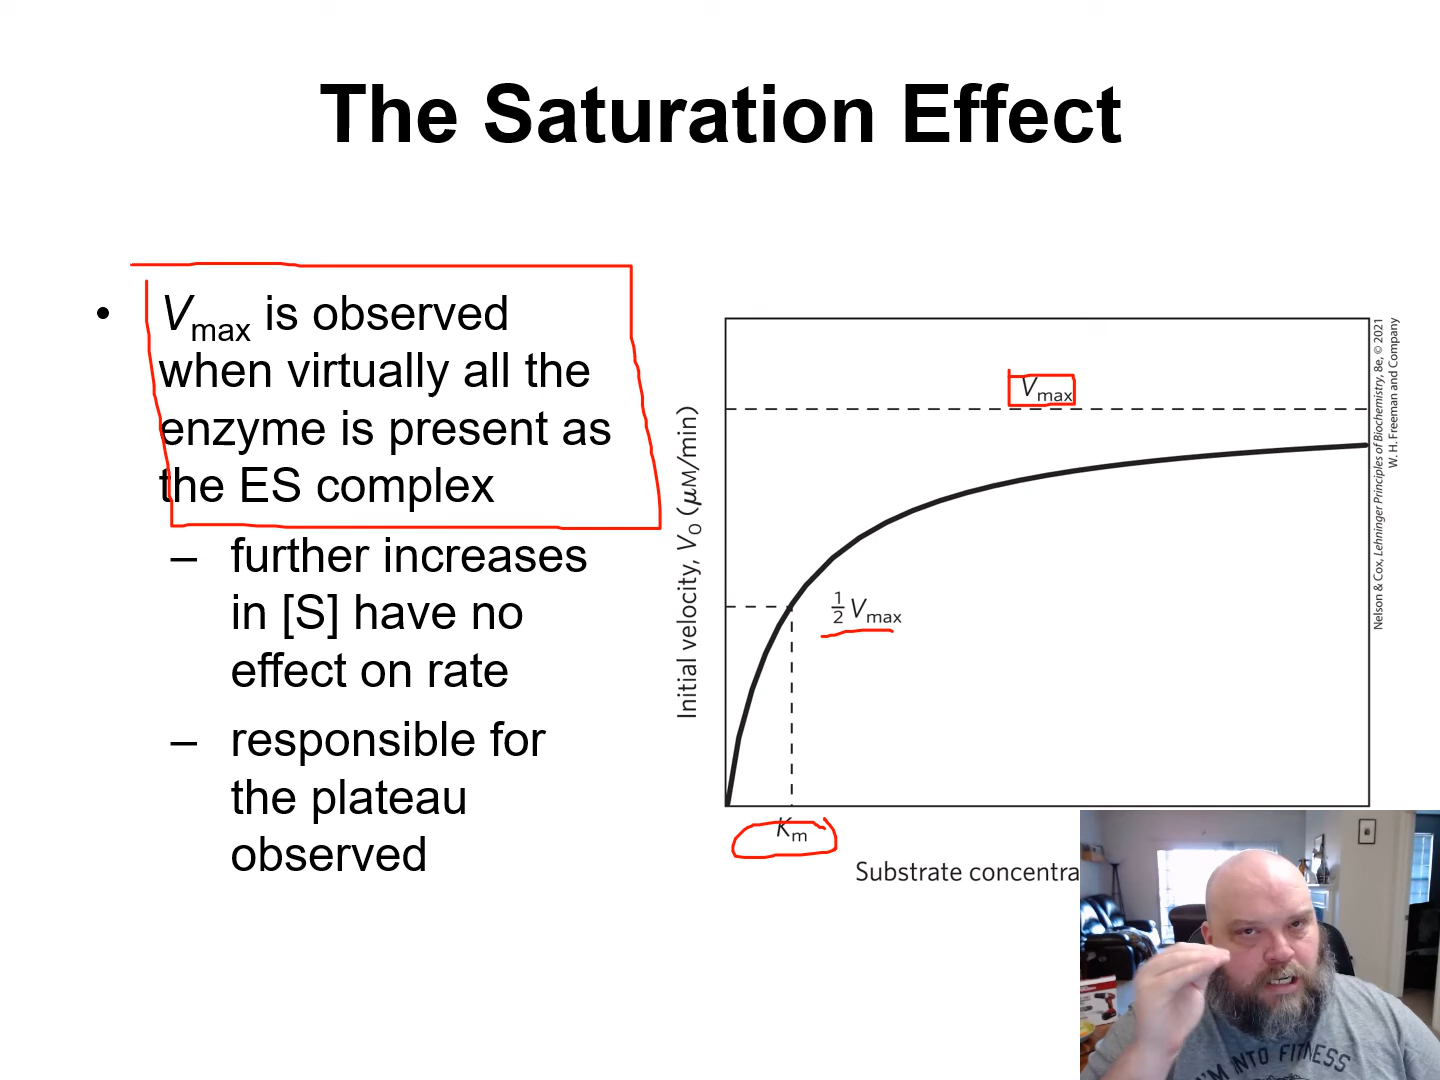 The Saturation Effect
• Vmax is observed
when virtually all the
enzyme is present as
the ES complex
– further increases
in [S] have no
effect on rate
– responsible for
the plateau
observed
Initial velocity, V0 (μM/min)
Vmax
1/2 Vmax
Km
Substrate concentra
Nelson & Cox, Lehninger Principles of Biochemistry, 8e, © 2021
W. H. Freeman and Company
I'M INTO FITNESS